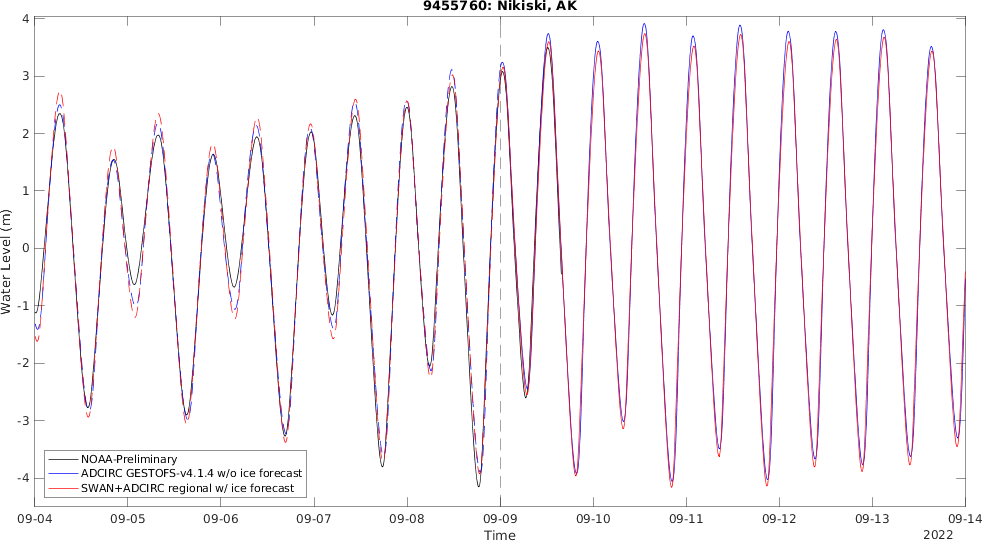 9455760: Nikiski, AK
4
3
2
1
0
-1
-2
-3
-4
Water Level (m)
NOAA-Preliminary
ADCIRC GESTOFS-v4.1.4 w/o ice forecast
SWAN+ADCIRC regional w/ ice forecast
09-04 09-05 09-06 09-07 09-08 09-09 09-10 09-11 09-12 09-13 09-14
Time
2022